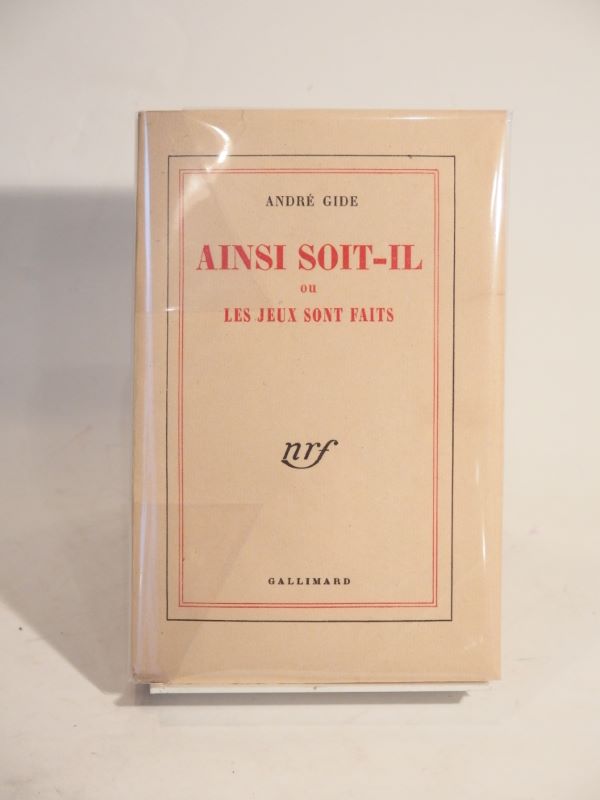 ANDRÉ GIDE
AINSI SOIT-IL
ou
LES JEUX SONT FAITS
nrf
GALLIMARD